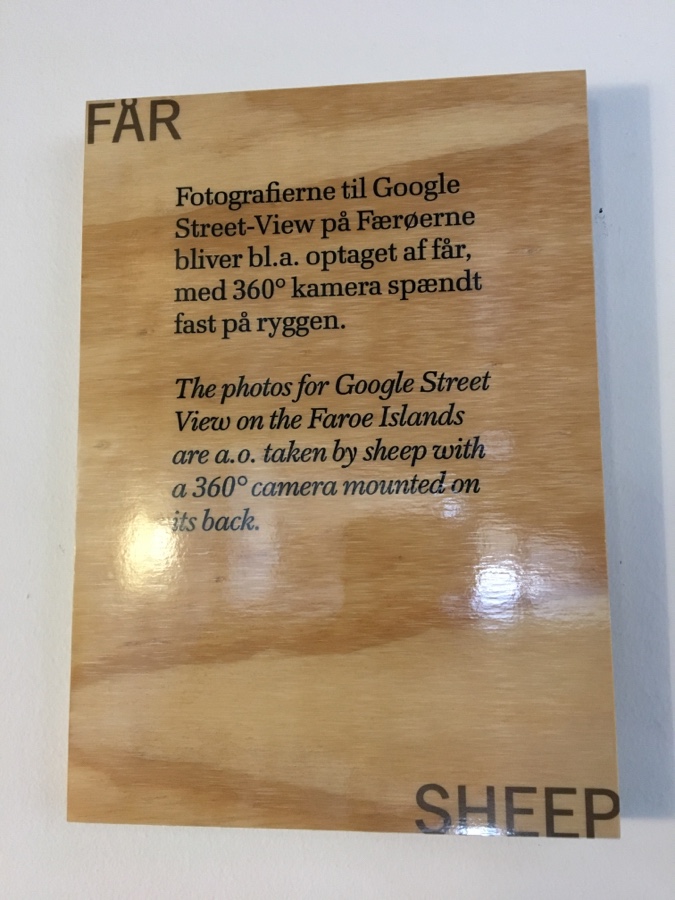 FÅR
Fotografierne til Google
Street-View på Færøerne
bliver bl.a. optaget af får,
med 360° kamera spændt
fast på ryggen.
The photos for Google Street
View on the Faroe Islands
are a.o. taken by sheep with
a 360° camera mounted on
its back.
SHEEP